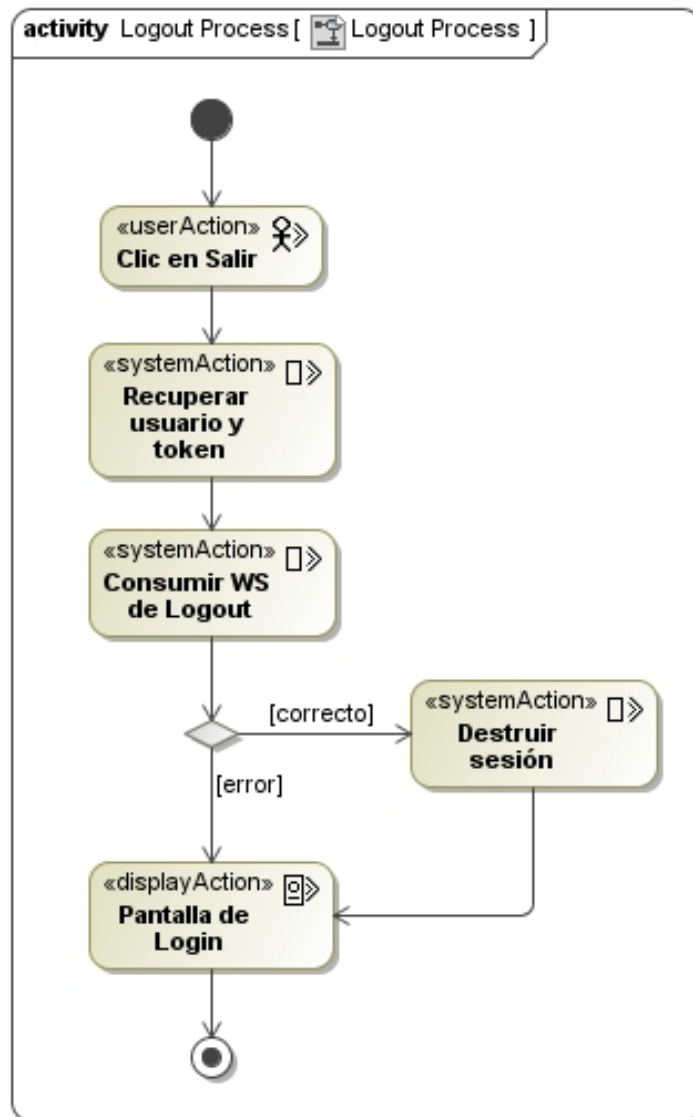 activity Logout Process [ Logout Process ]
«userAction»
Clic en Salir
«systemAction»
Recuperar
usuario y
token
«systemAction»
Consumir WS
de Logout
[correcto]
«systemAction»
Destruir
sesión
[error]
«displayAction»
Pantalla de
Login